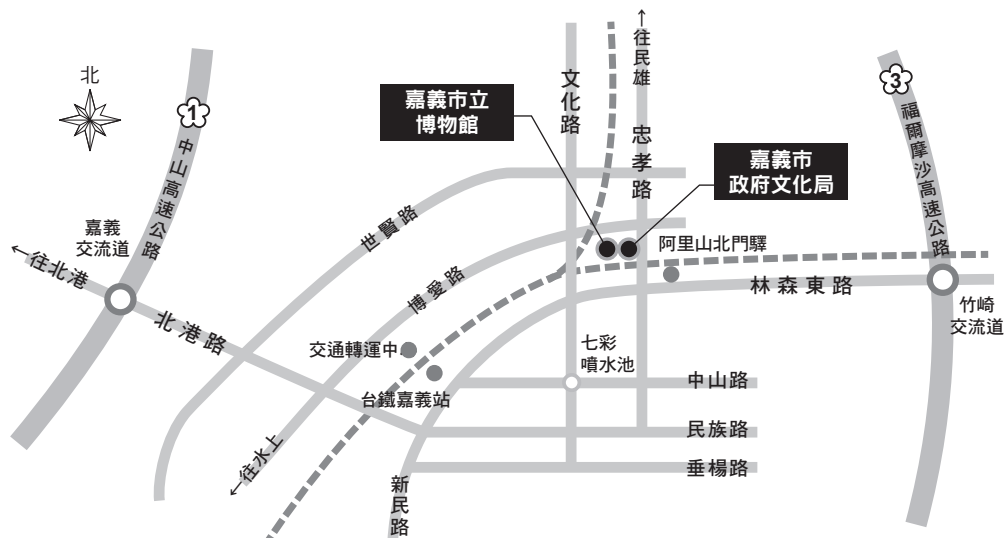 北
1
中山高速公路
嘉義
交流道
←往北港
北港路
世賢路
博愛路
←往水上
交通轉運中
台鐵嘉義站
新民路
嘉義市立
博物館
文化路
←往民雄
忠孝路
嘉義市
政府文化局
阿里山北門驛
林森東路
七彩
噴水池
中山路
民族路
垂楊路
3
福爾摩沙高速公路
竹崎
交流道